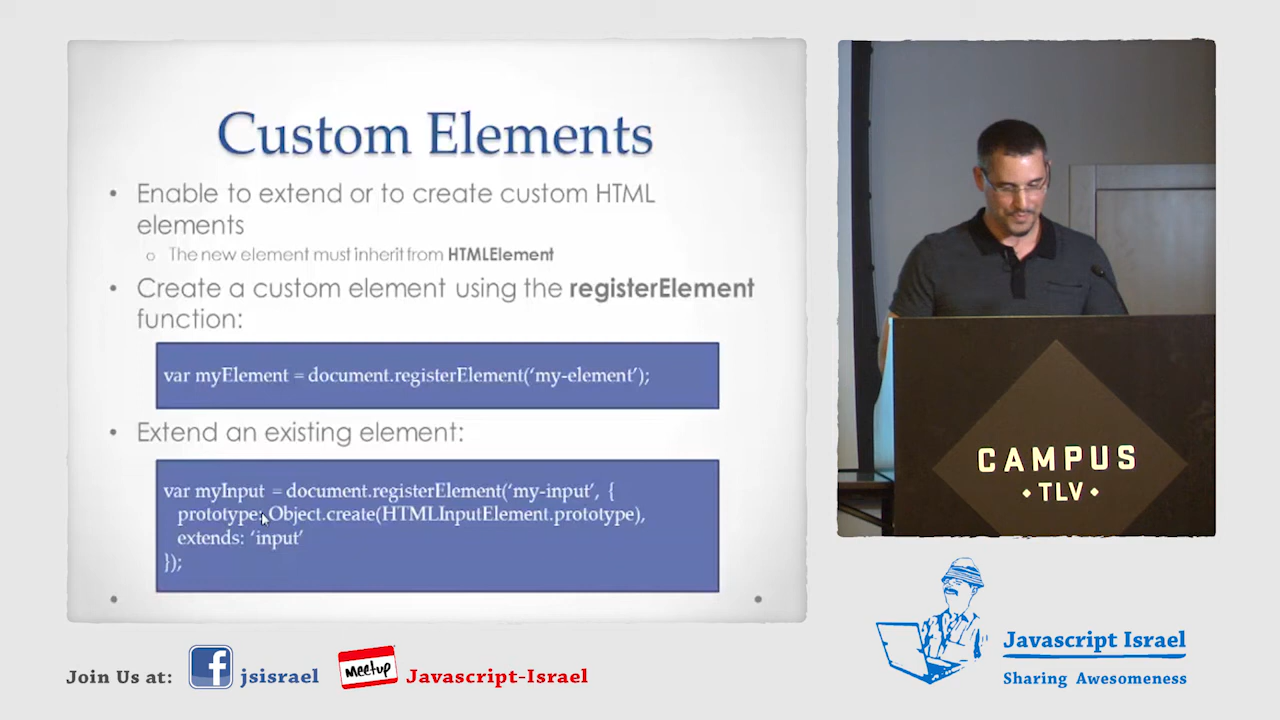 Custom Elements
• Enable to extend or to create custom HTML
elements
o The new element must inherit from HTMLElement
• Create a custom element using the registerElement
function:
var myElement = document.registerElement(‘my-element’);
• Extend an existing element:
var myInput = document.registerElement(‘my-input’, {
prototype: Object.create(HTMLInputElement.prototype),
extends: ‘input’
});
CAMPUS
TLV
Join Us at:
f
jsisrael
Meetup
Javascript-Israel
Javascript Israel
Sharing Awesomeness